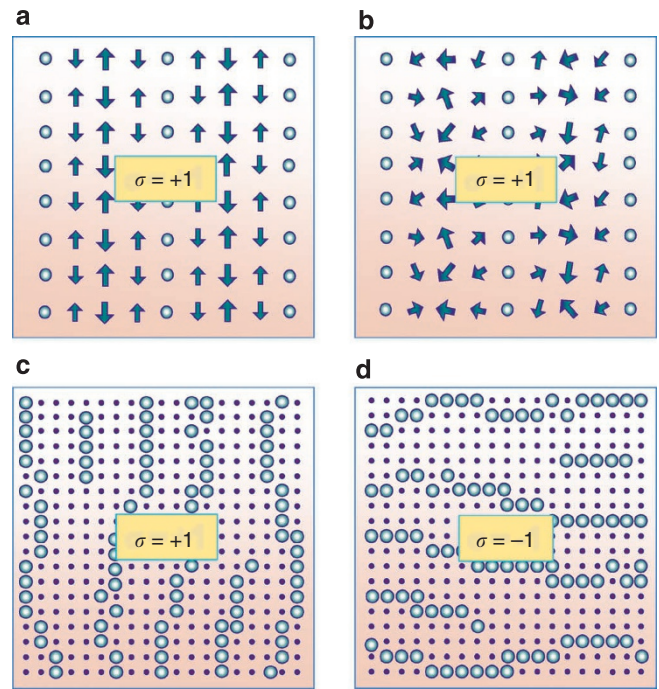 a
b
σ = +1
σ = +1
c
d
σ = +1
σ = −1